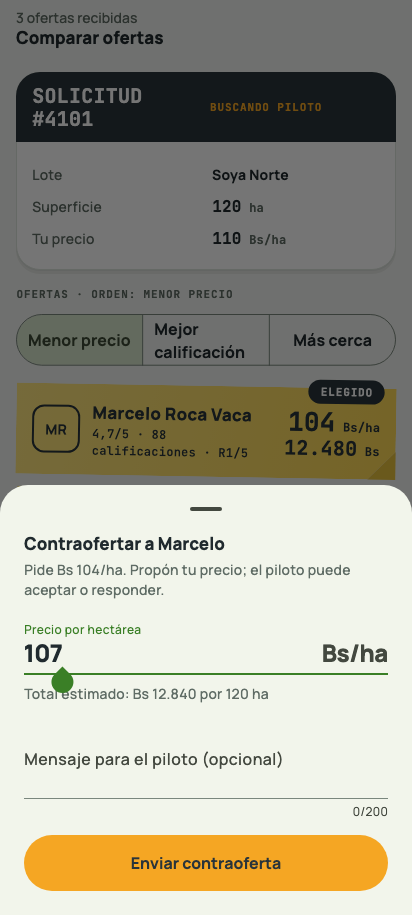 3 ofertas recibidas
Comparar ofertas
SOLICITUD
#4101
BUSCANDO PILOTO
Lote Soya Norte
Superficie 120 ha
Tu precio 110 Bs/ha
OFERTAS · ORDEN: MENOR PRECIO
Menor precio
Mejor
calificación
Más cerca
ELEGIDO
MR
Marcelo Roca Vaca
4,7/5 · 88
calificaciones · R1/5
104 Bs/ha
12.480 Bs
Contraofertar a Marcelo
Pide Bs 104/ha. Propón tu precio; el piloto puede
aceptar o responder.
Precio por hectárea
107 Bs/ha
Total estimado: Bs 12.840 por 120 ha
Mensaje para el piloto (opcional)
0/200
Enviar contraoferta